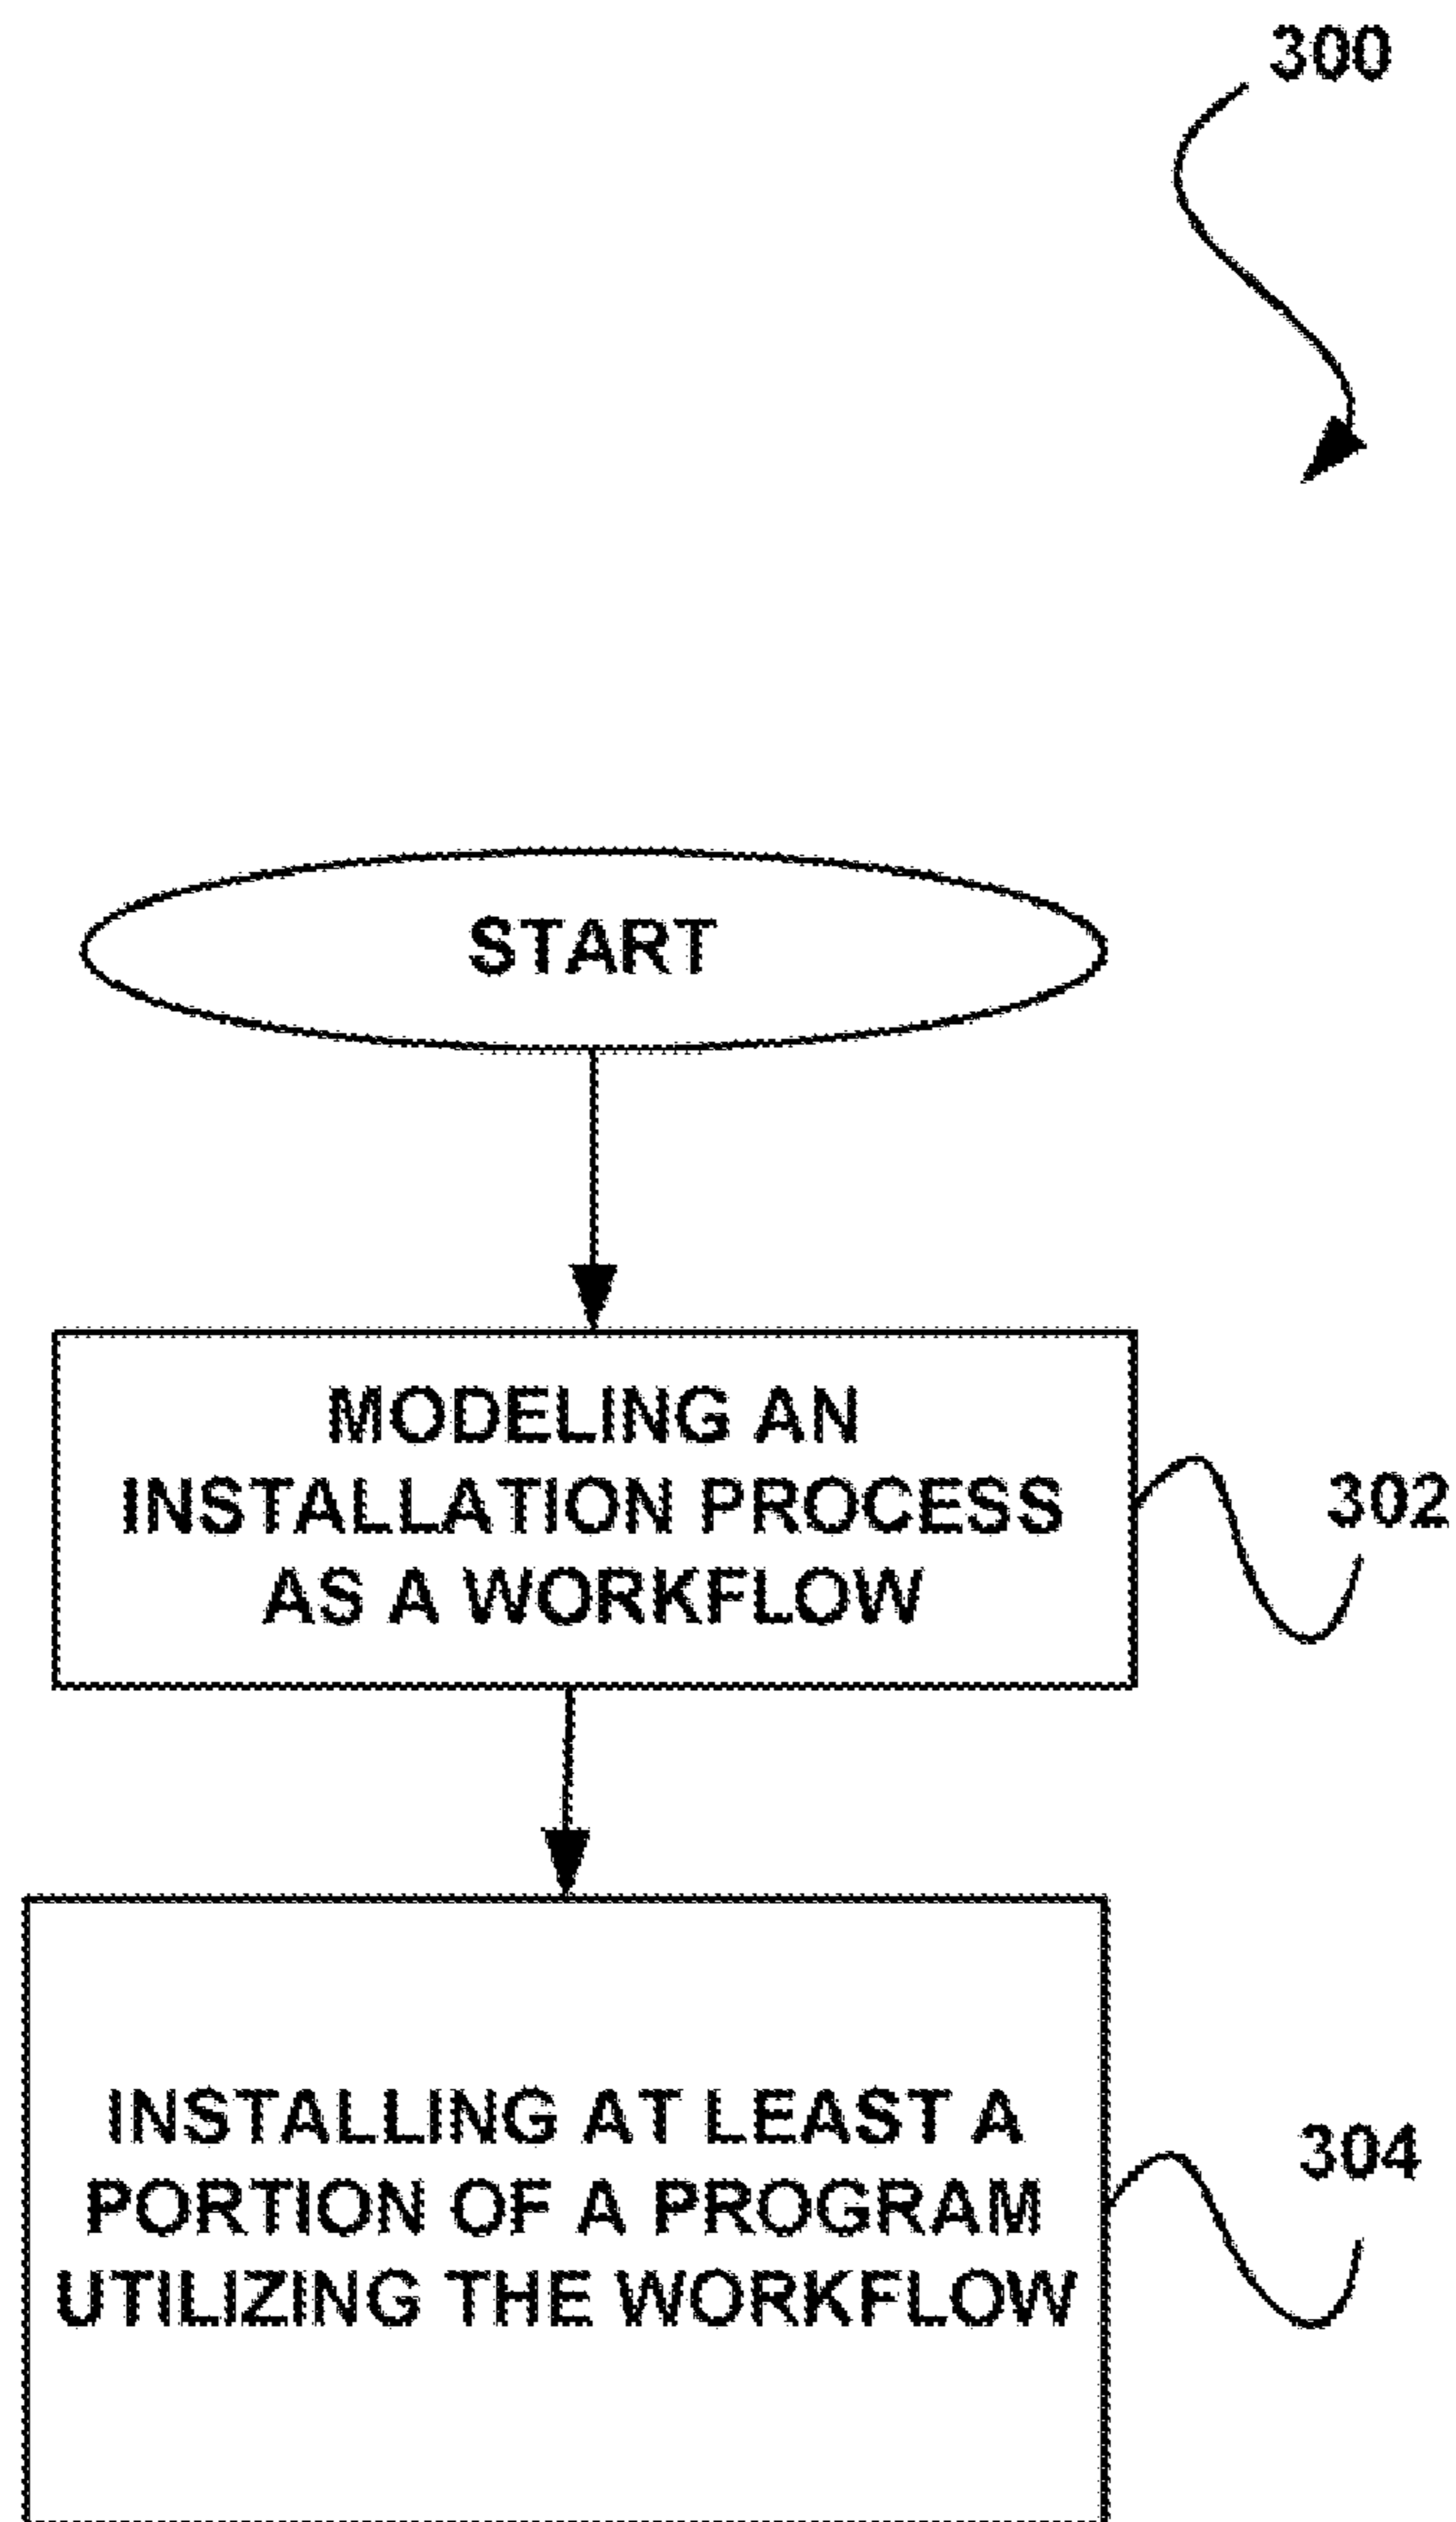 300
START
MODELING AN
INSTALLATION PROCESS
AS A WORKFLOW
302
INSTALLING AT LEAST A
PORTION OF A PROGRAM
UTILIZING THE WORKFLOW
304